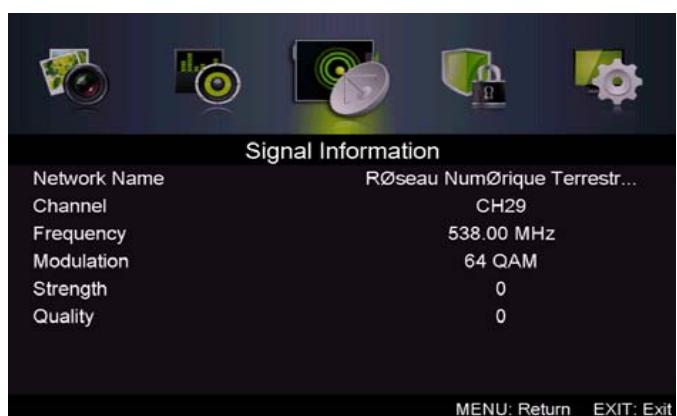 Signal Information
Network Name RØseau NumØrique Terrestr...
Channel CH29
Frequency 538.00 MHz
Modulation 64 QAM
Strength 0
Quality 0
MENU: Return EXIT: Exit